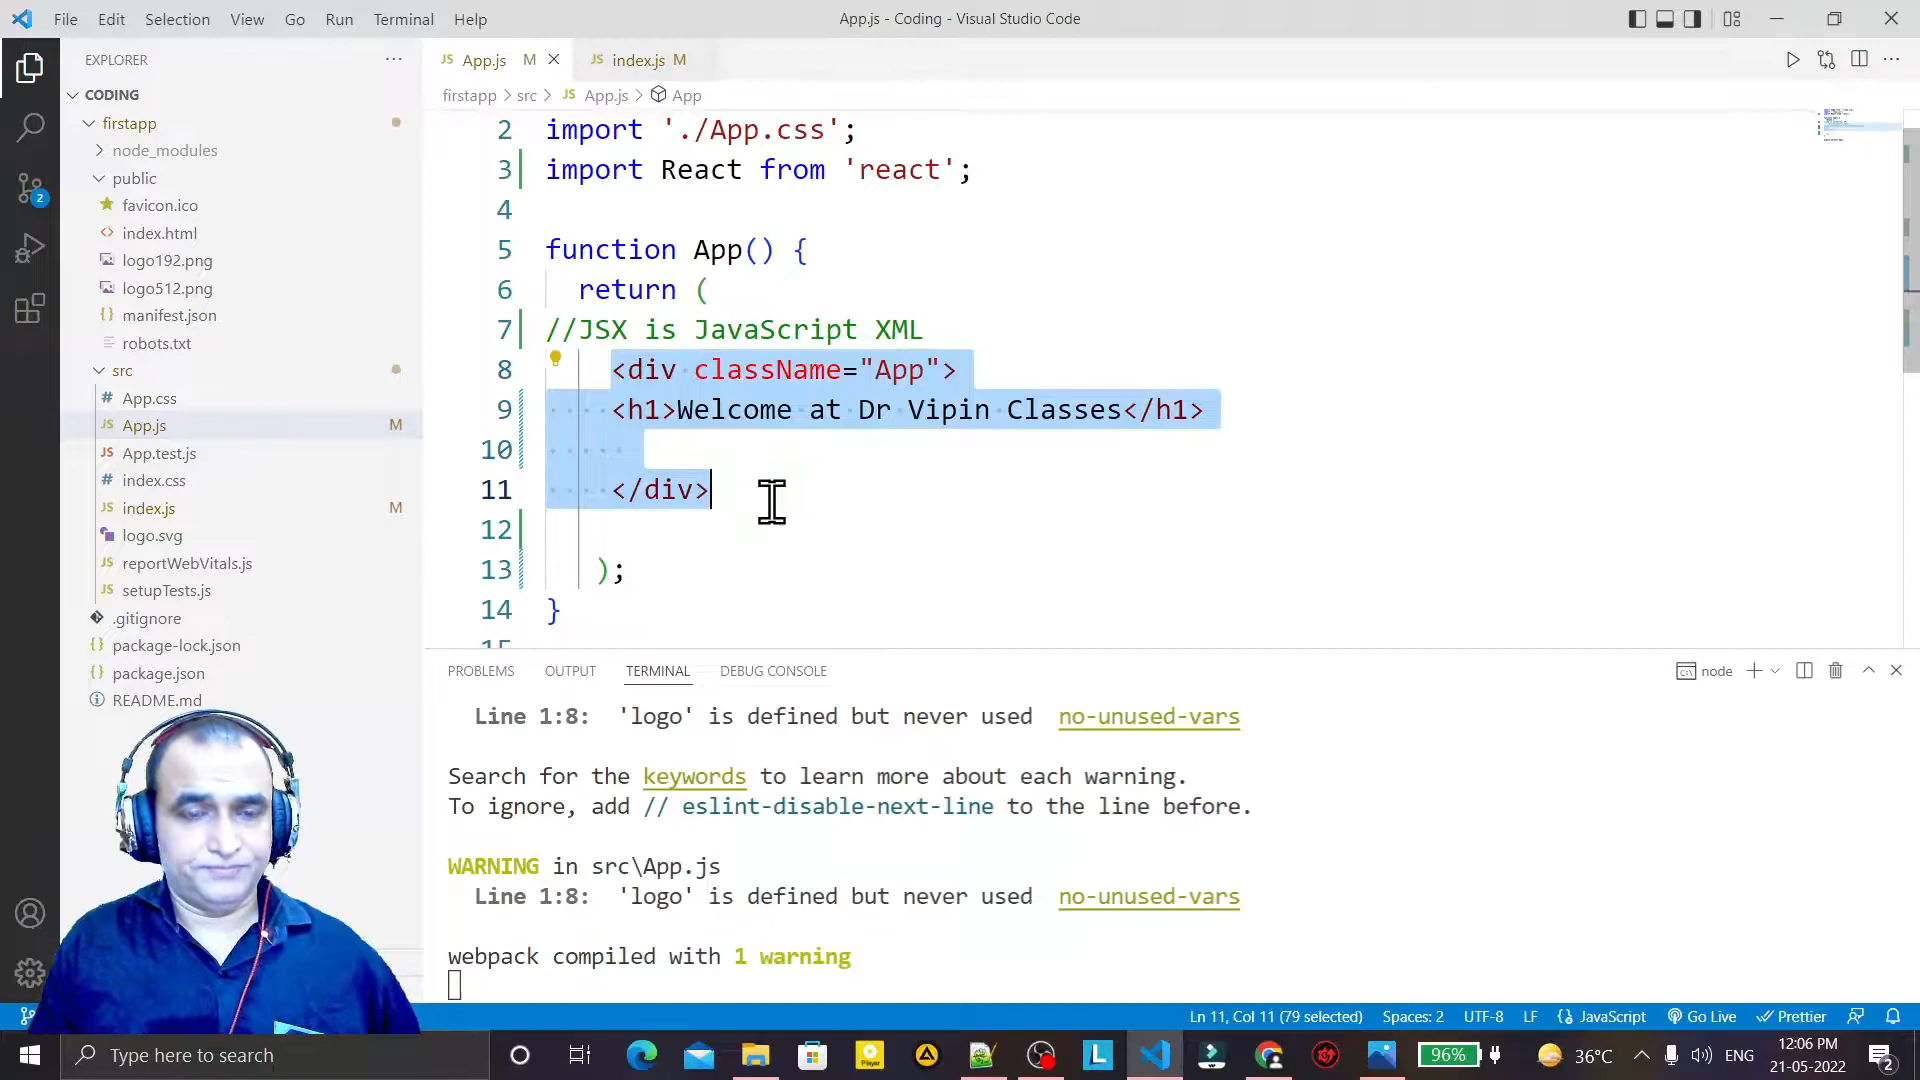 File Edit Selection View Go Run Terminal Help
App.js - Coding - Visual Studio Code
EXPLORER
CODING
firstapp
node_modules
public
favicon.ico
index.html
logo192.png
logo512.png
manifest.json
robots.txt
src
App.css
App.js M
App.test.js
index.css
index.js M
logo.svg
reportWebVitals.js
setupTests.js
.gitignore
package-lock.json
package.json
README.md
2
JS App.js M
JS index.js M
firstapp > src > JS App.js > App
2 import './App.css';
3 import React from 'react';
4
5 function App() {
6 return (
7 //JSX is JavaScript XML
8 <div className="App">
9 <h1>Welcome at Dr Vipin Classes</h1>
10
11 </div>
12
13 );
14 }
PROBLEMS OUTPUT TERMINAL DEBUG CONSOLE
node
Line 1:8: 'logo' is defined but never used no-unused-vars
Search for the keywords to learn more about each warning.
To ignore, add // eslint-disable-next-line to the line before.
WARNING in src\App.js
Line 1:8: 'logo' is defined but never used no-unused-vars
webpack compiled with 1 warning
Ln 11, Col 11 (79 selected) Spaces: 2 UTF-8 LF JavaScript Go Live Prettier
Type here to search
96% 36°C ENG
12:06 PM
21-05-2022
2